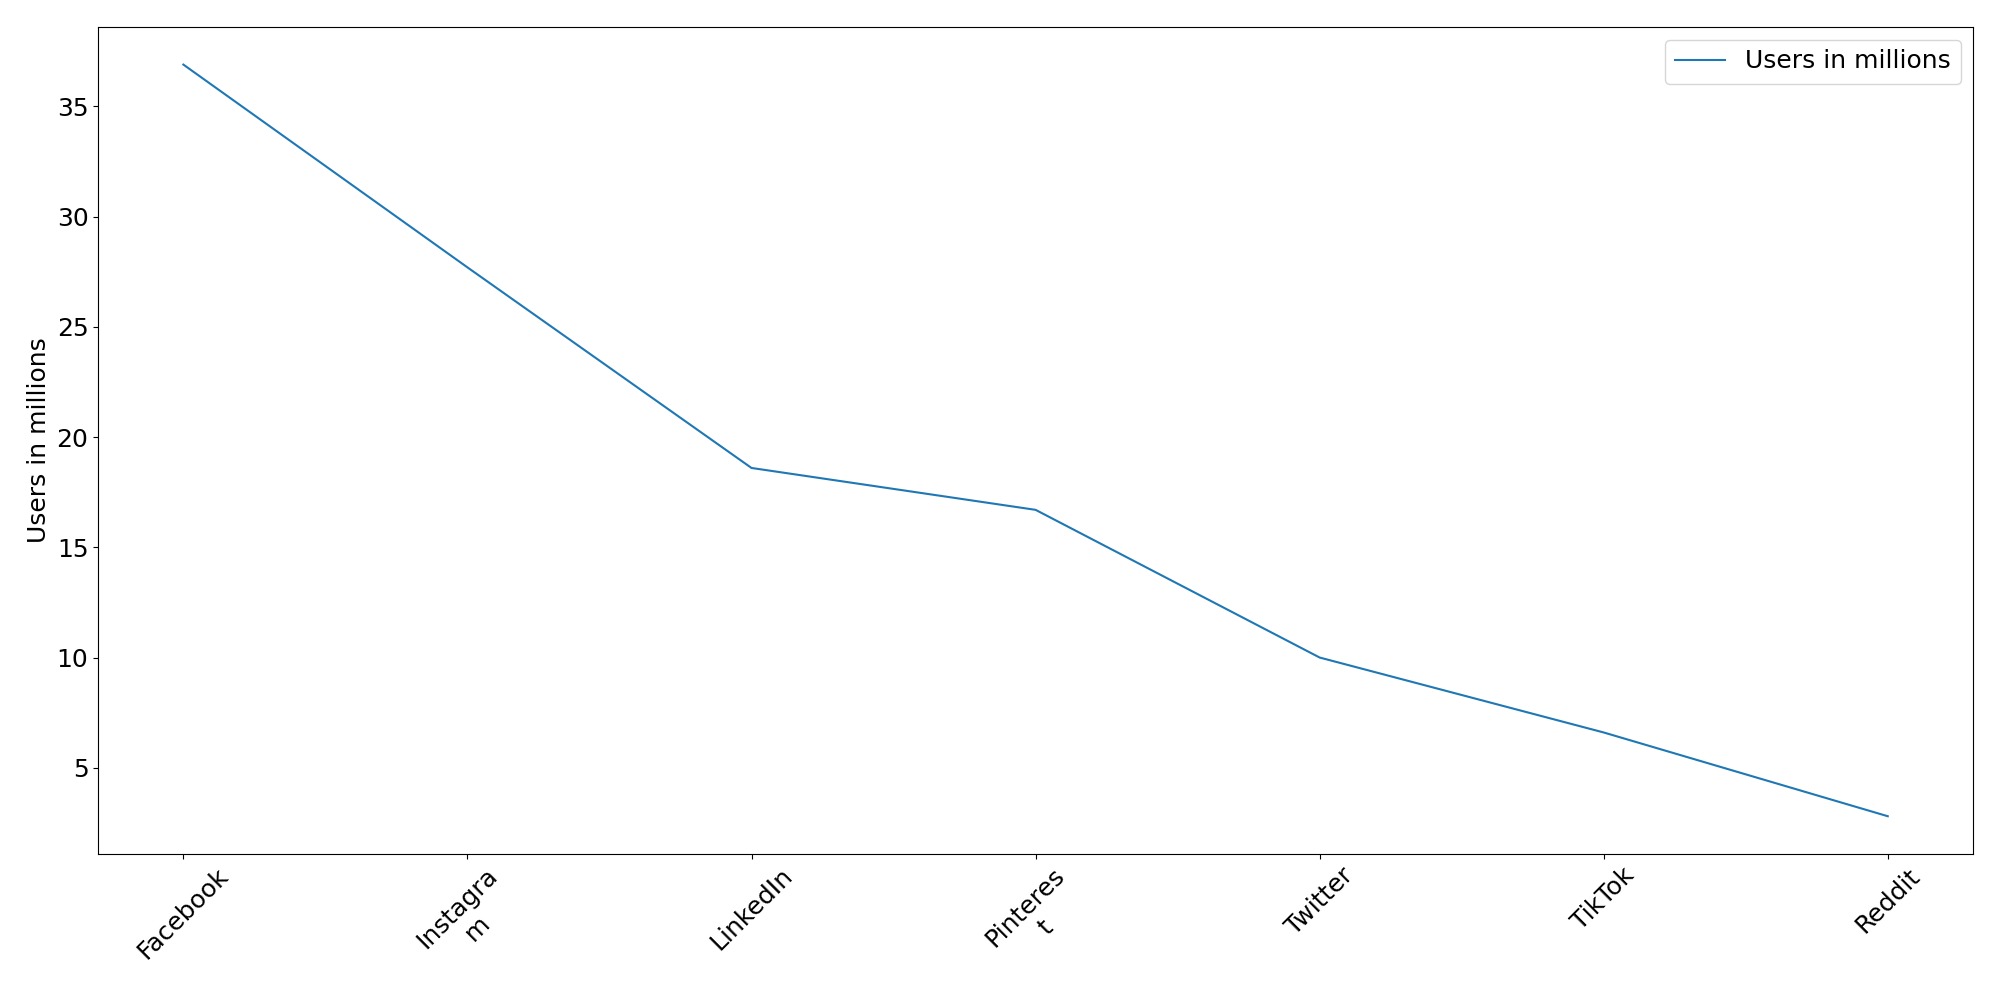 Users in millions
Users in millions
35
30
25
20
15
10
5
Facebook
Instagra
m
LinkedIn
Pinteres
t
Twitter
TikTok
Reddit